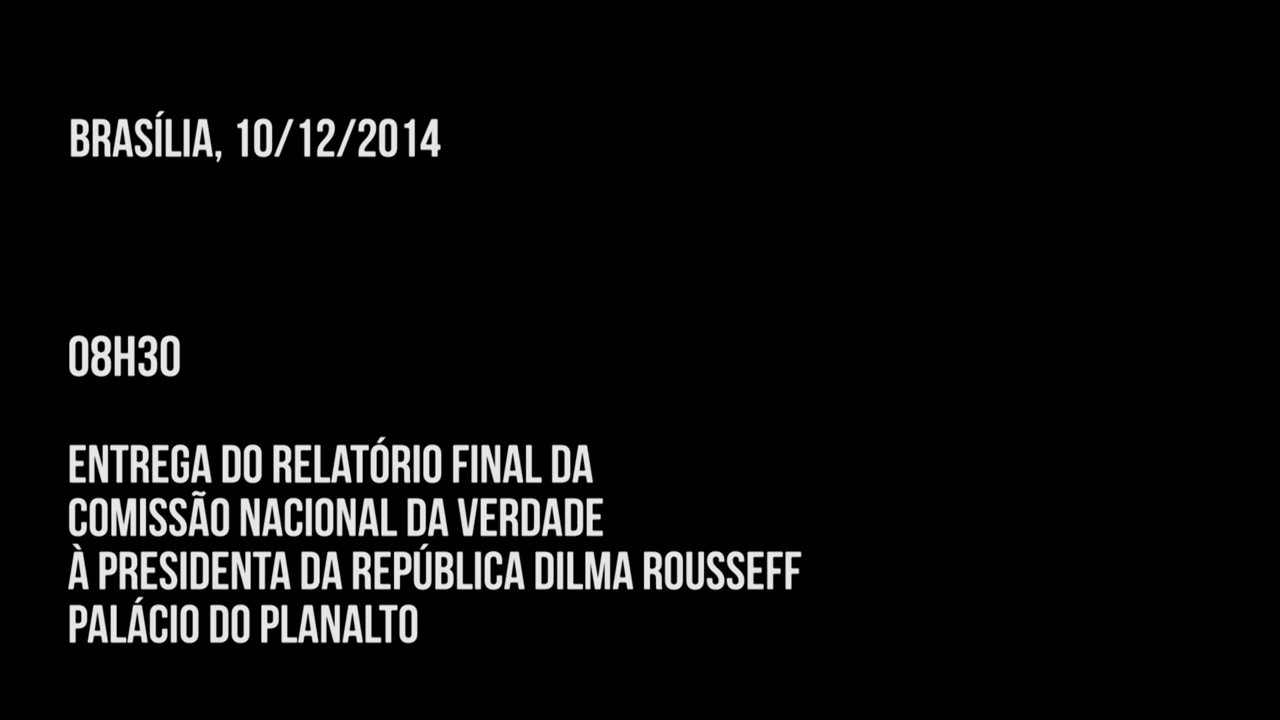 BRASÍLIA, 10/12/2014
08H30
ENTREGA DO RELATÓRIO FINAL DA
COMISSÃO NACIONAL DA VERDADE
À PRESIDENTA DA REPÚBLICA DILMA ROUSSEFF
PALÁCIO DO PLANALTO